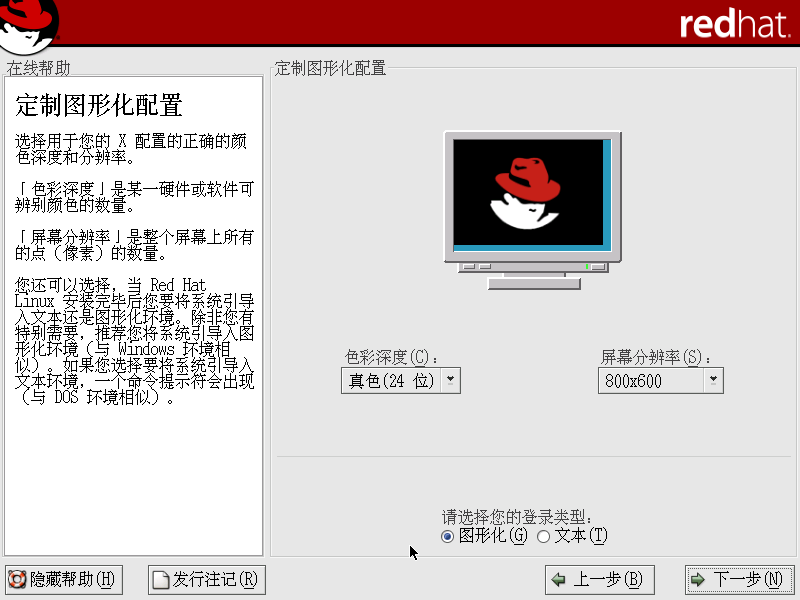 redhat.
在线帮助
定制图形化配置
选择用于您的 X 配置的正确的颜
色深度和分辨率。
「色彩深度」是某一硬件或软件可
辨别颜色的数量。
「屏幕分辨率」是整个屏幕上所有
的点（像素）的数量。
您还可以选择，当 Red Hat
Linux 安装完毕后您要将系统引导
入文本还是图形化环境。除非您有
特别需要，推荐您将系统引导入图
形化环境（与 Windows 环境相
似）。如果您选择要将系统引导入
文本环境，一个命令提示符会出现
（与 DOS 环境相似）。
定制图形化配置
色彩深度(C)：
屏幕分辨率(S)：
真色(24 位)
800x600
请选择您的登录类型：
图形化(G)
文本(T)
隐藏帮助(H)
发行注记(R)
上一步(B)
下一步(N)